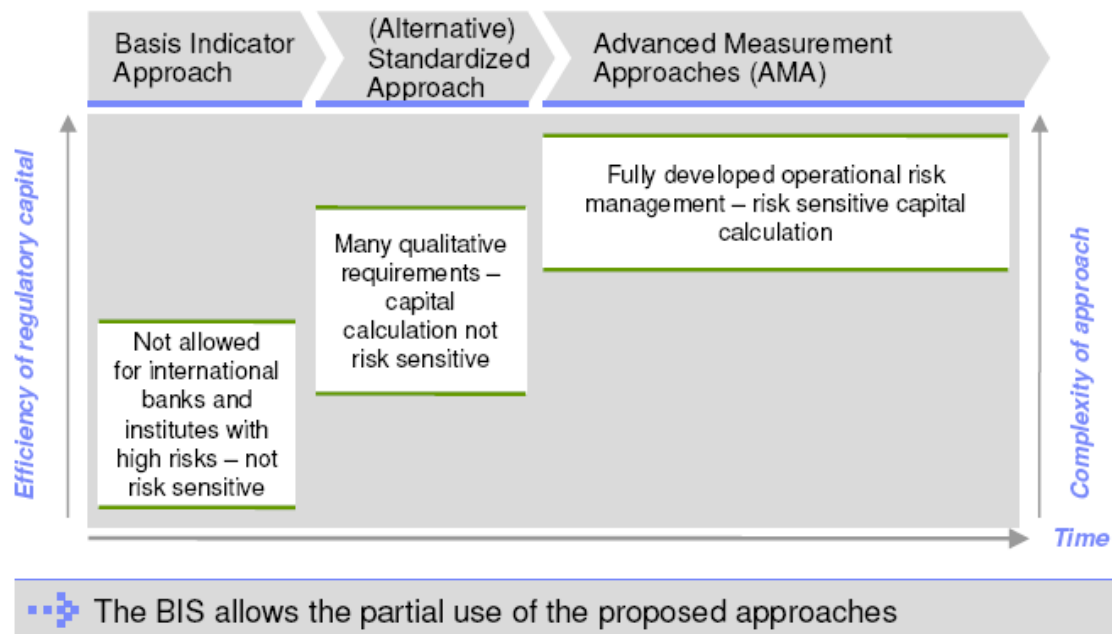 Basis Indicator
Approach
(Alternative)
Standardized
Approach
Advanced Measurement
Approaches (AMA)
Efficiency of regulatory capital
Not allowed
for international
banks and
institutes with
high risks – not
risk sensitive
Many qualitative
requirements –
capital
calculation not
risk sensitive
Fully developed operational risk
management – risk sensitive capital
calculation
Complexity of approach
Time
The BIS allows the partial use of the proposed approaches